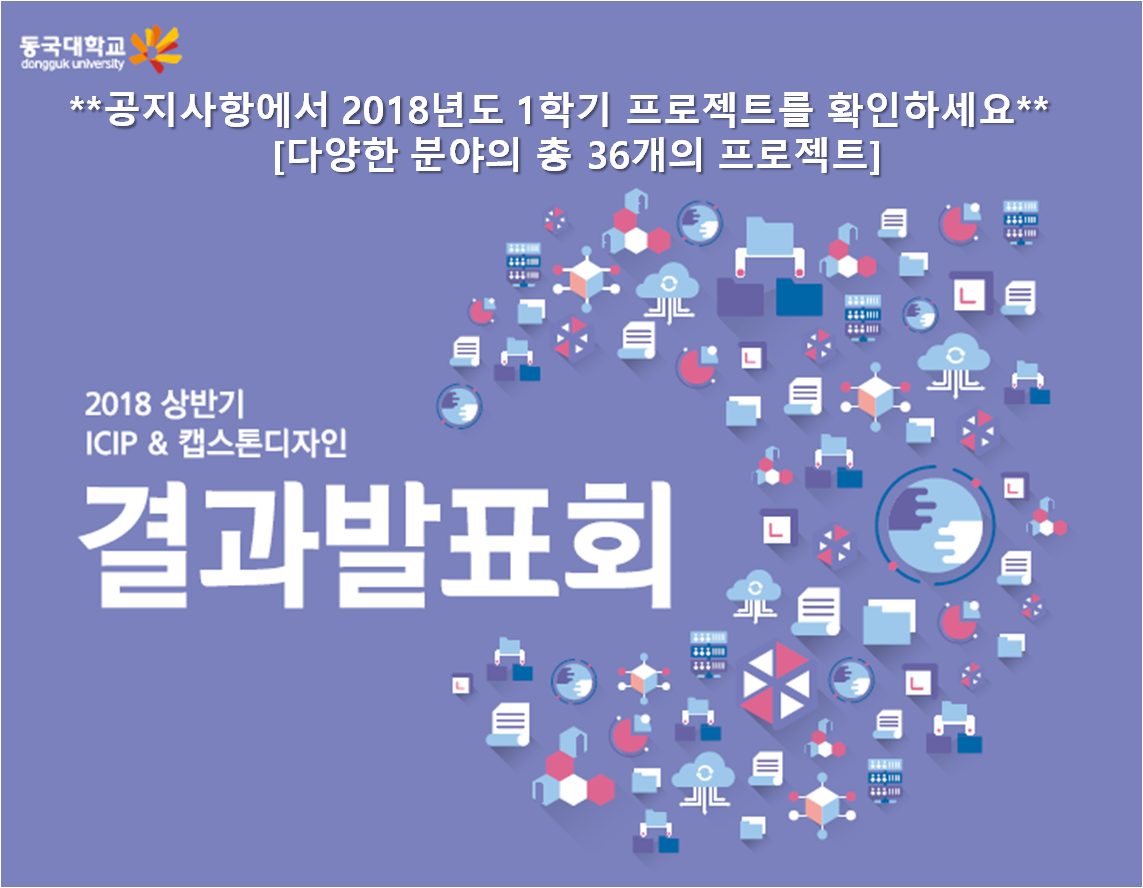 동국대학교
dongguk university
**공지사항에서 2018년도 1학기 프로젝트를 확인하세요**
[다양한 분야의 총 36개의 프로젝트]
2018 상반기
ICIP & 캡스톤디자인
결과발표회